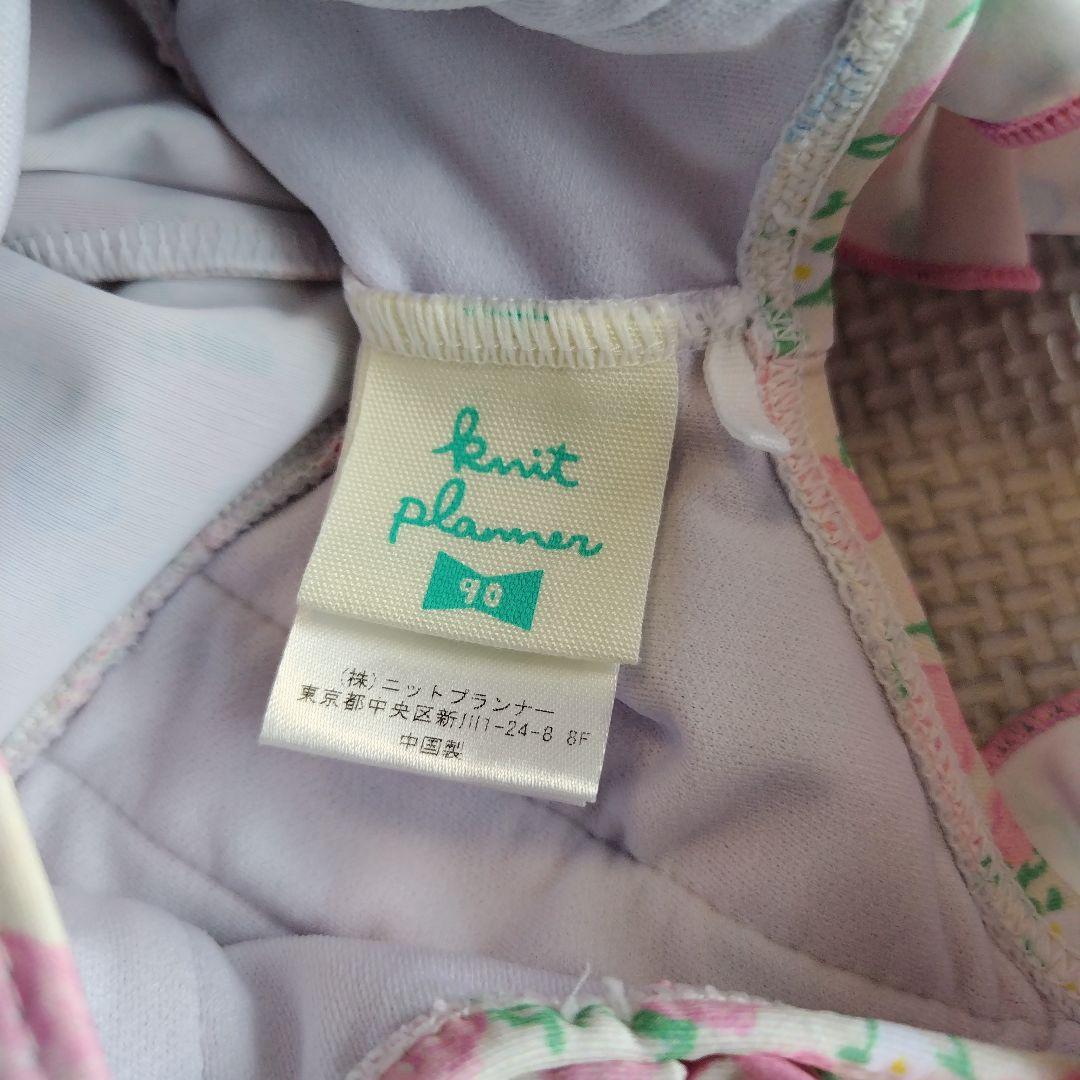 knit
planner
90
(株)ニットプランナー
東京都中央区新川1-24-8 8F
中国製